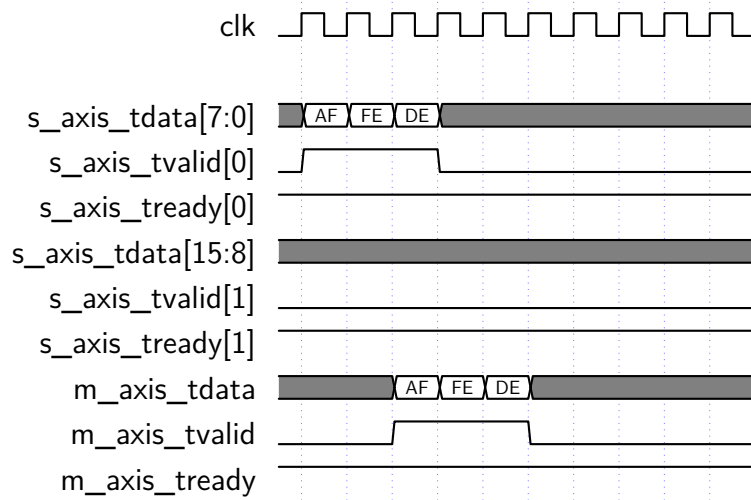 clk
s_axis_tdata[7:0] AF FE DE
s_axis_tvalid[0]
s_axis_tready[0]
s_axis_tdata[15:8]
s_axis_tvalid[1]
s_axis_tready[1]
m_axis_tdata AF FE DE
m_axis_tvalid
m_axis_tready